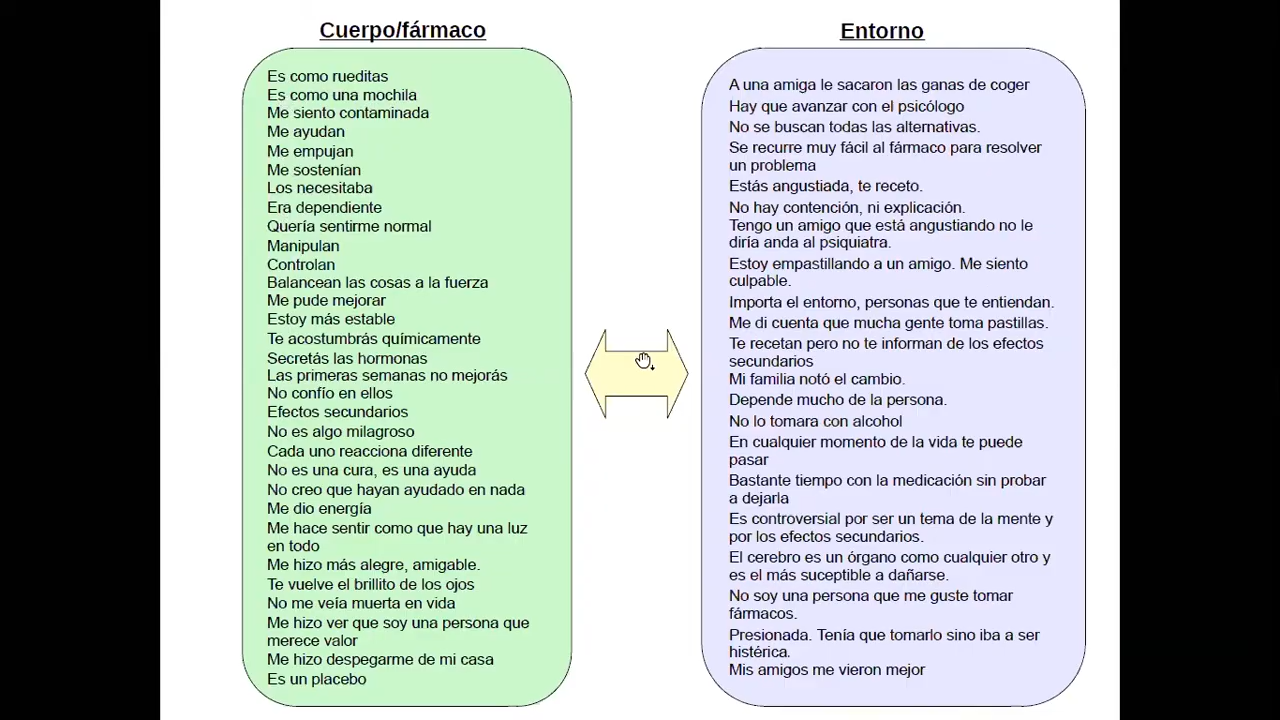 Cuerpo/fármaco
Es como rueditas
Es como una mochila
Me siento contaminada
Me ayudan
Me empujan
Me sostenían
Los necesitaba
Era dependiente
Quería sentirme normal
Manipulan
Controlan
Balancean las cosas a la fuerza
Me pude mejorar
Estoy más estable
Te acostumbrás químicamente
Secretás las hormonas
Las primeras semanas no mejorás
No confío en ellos
Efectos secundarios
No es algo milagroso
Cada uno reacciona diferente
No es una cura, es una ayuda
No creo que hayan ayudado en nada
Me dio energía
Me hace sentir como que hay una luz
en todo
Me hizo más alegre, amigable.
Te vuelve el brillito de los ojos
No me veía muerta en vida
Me hizo ver que soy una persona que
merece valor
Me hizo despegarme de mi casa
Es un placebo
Entorno
A una amiga le sacaron las ganas de coger
Hay que avanzar con el psicólogo
No se buscan todas las alternativas.
Se recurre muy fácil al fármaco para resolver
un problema
Estás angustiada, te receto.
No hay contención, ni explicación.
Tengo un amigo que está angustiando no le
diría anda al psiquiatra.
Estoy empastillando a un amigo. Me siento
culpable.
Importa el entorno, personas que te entiendan.
Me di cuenta que mucha gente toma pastillas.
Te recetan pero no te informan de los efectos
secundarios
Mi familia notó el cambio.
Depende mucho de la persona.
No lo tomara con alcohol
En cualquier momento de la vida te puede
pasar
Bastante tiempo con la medicación sin probar
a dejarla
Es controversial por ser un tema de la mente y
por los efectos secundarios.
El cerebro es un órgano como cualquier otro y
es el más suceptible a dañarse.
No soy una persona que me guste tomar
fármacos.
Presionada. Tenía que tomarlo sino iba a ser
histérica.
Mis amigos me vieron mejor